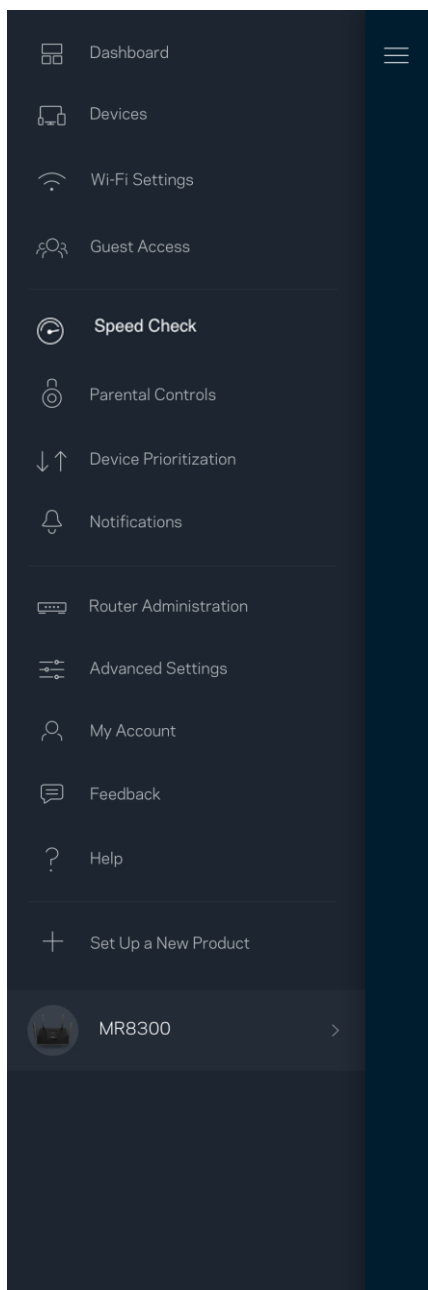 Dashboard
Devices
Wi-Fi Settings
Guest Access
Speed Check
Parental Controls
Device Prioritization
Notifications
Router Administration
Advanced Settings
My Account
Feedback
Help
Set Up a New Product
MR8300